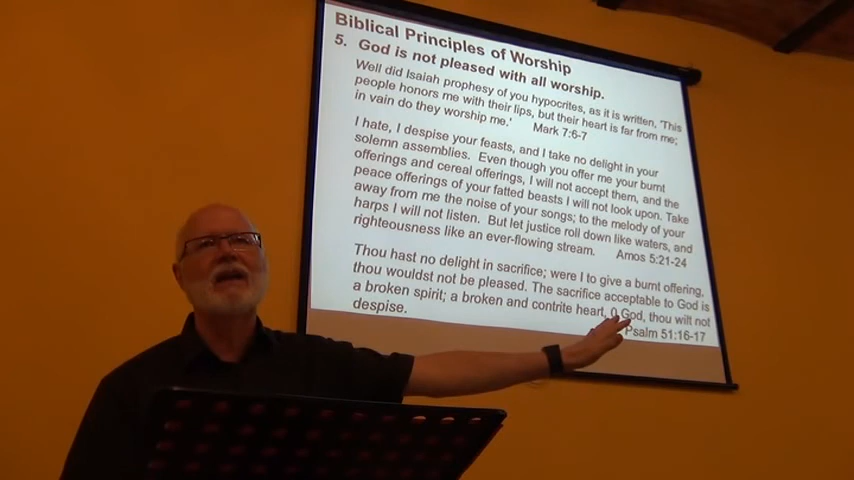 Biblical Principles of Worship
5. God is not pleased with all worship.
Well did Isaiah prophesy of you hypocrites, as it is written, 'This
people honors me with their lips, but their heart is far from me;
in vain do they worship me.' Mark 7:6-7
I hate, I despise your feasts, and I take no delight in your
solemn assemblies. Even though you offer me your burnt
offerings and cereal offerings, I will not accept them, and the
peace offerings of your fatted beasts I will not look upon. Take
away from me the noise of your songs; to the melody of your
harps I will not listen. But let justice roll down like waters, and
righteousness like an ever-flowing stream. Amos 5:21-24
Thou hast no delight in sacrifice; were I to give a burnt offering,
thou wouldst not be pleased. The sacrifice acceptable to God is
a broken spirit; a broken and contrite heart, O God, thou wilt not
despise. Psalm 51:16-17